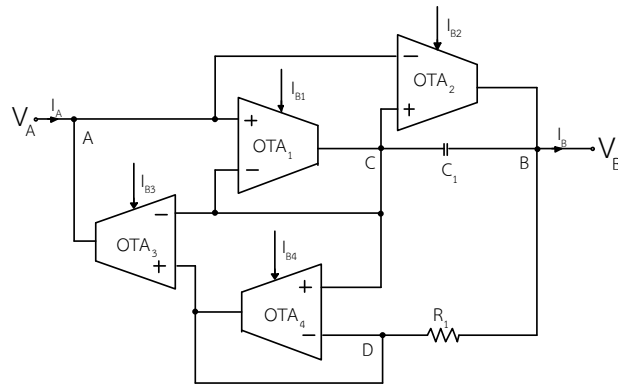 I_B2
OTA_2
I_A
V_A
A
I_B1
OTA_1
C
C_1
I_B
B
V_B
I_B3
OTA_3
I_B4
OTA_4
R_1
D